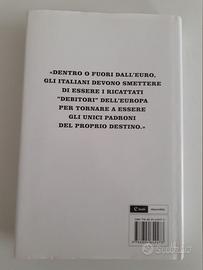 «DENTRO O FUORI DALL'EURO,
GLI ITALIANI DEVONO SMETTERE
DI ESSERE I RICATTATI
"DEBITORI" DELL'EUROPA
PER TORNARE A ESSERE
GLI UNICI PADRONI
DEL PROPRIO DESTINO.»
subito